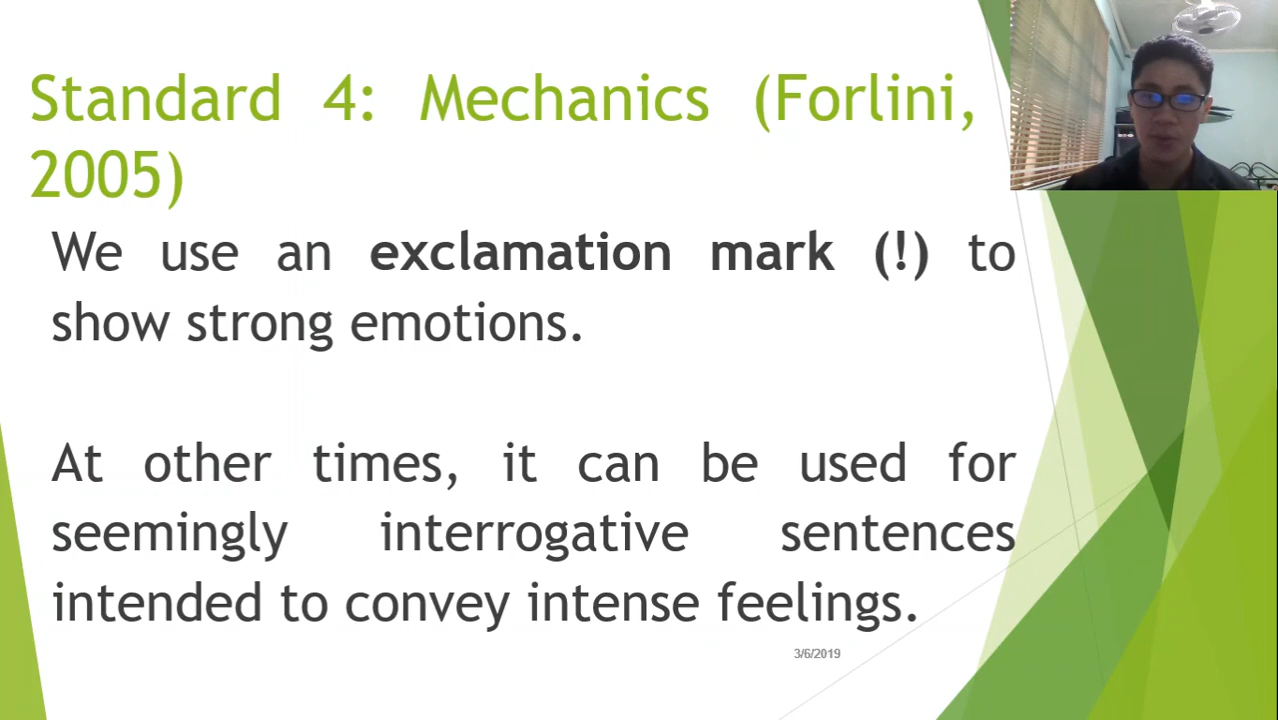 Standard 4: Mechanics (Forlini,
2005)
We use an exclamation mark (!) to
show strong emotions.
At other times, it can be used for
seemingly interrogative sentences
intended to convey intense feelings.
3/6/2019